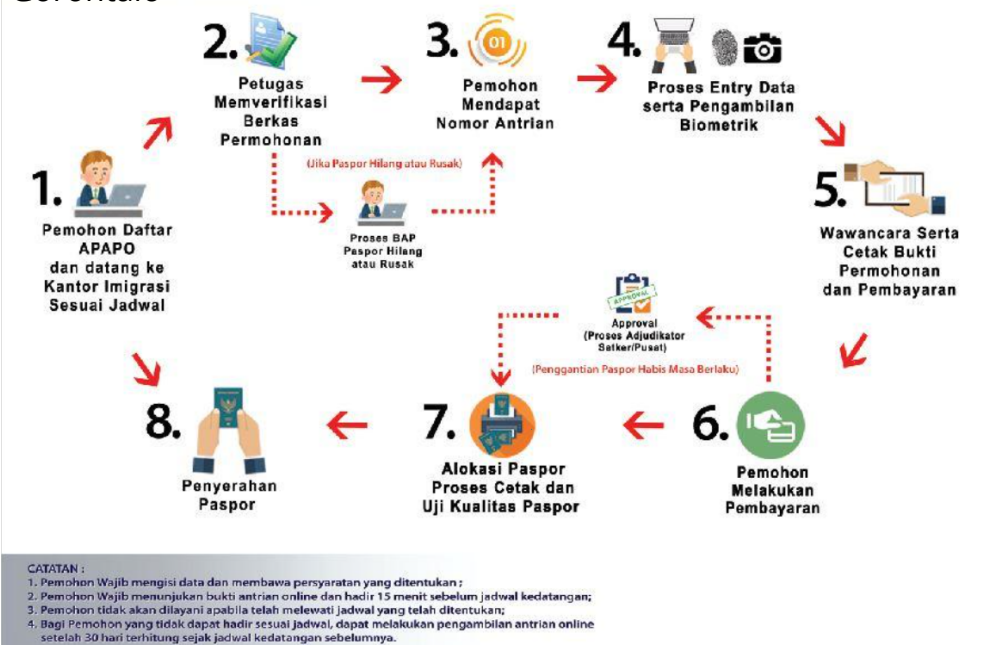 1.
Pemohon Daftar
APAPO
dan datang ke
Kantor Imigrasi
Sesuai Jadwal
2.
Petugas
Memverifikasi
Berkas
Permohonan
(Jika Paspor Hilang atau Rusak)
Proses BAP
Paspor Hilang
atau Rusak
3.
01
Pemohon
Mendapat
Nomor Antrian
4.
Proses Entry Data
serta Pengambilan
Biometrik
5.
Wawancara Serta
Cetak Bukti
Permohonan
dan Pembayaran
6.
Pemohon
Melakukan
Pembayaran
APPROVAL
Approval
(Proses Adjudikator
Satker/Pusat)
(Penggantian Paspor Habis Masa Berlaku)
7.
Alokasi Paspor
Proses Cetak dan
Uji Kualitas Paspor
8.
Penyerahan
Paspor
CATATAN :
1. Pemohon Wajib mengisi data dan membawa persyaratan yang ditentukan ;
2. Pemohon Wajib menunjukan bukti antrian online dan hadir 15 menit sebelum jadwal kedatangan;
3. Pemohon tidak akan dilayani apabila telah melewati jadwal yang telah ditentukan;
4. Bagi Pemohon yang tidak dapat hadir sesuai jadwal, dapat melakukan pengambilan antrian online
setelah 30 hari terhitung sejak jadwal kedatangan sebelumnya.